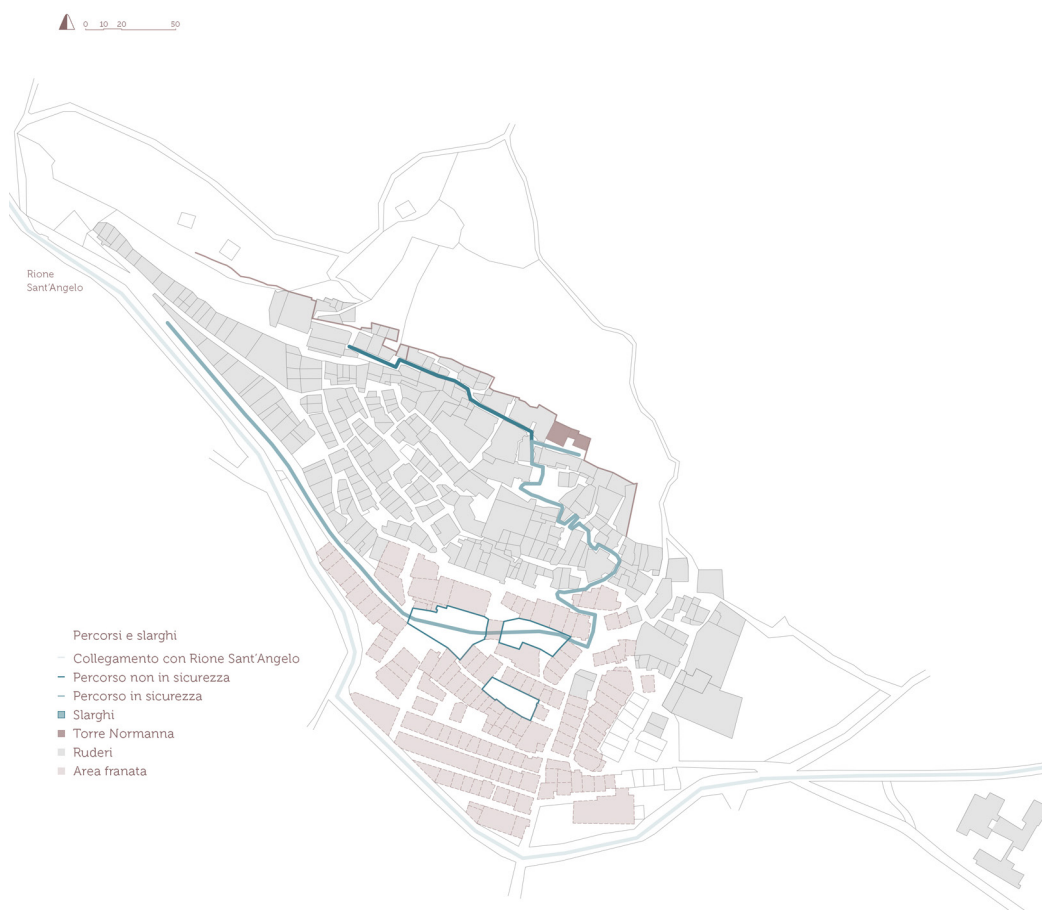 0 10 20 50
Rione
Sant'Angelo
Percorsi e slarghi
Collegamento con Rione Sant'Angelo
Percorso non in sicurezza
Percorso in sicurezza
Slarghi
Torre Normanna
Ruderi
Area franata